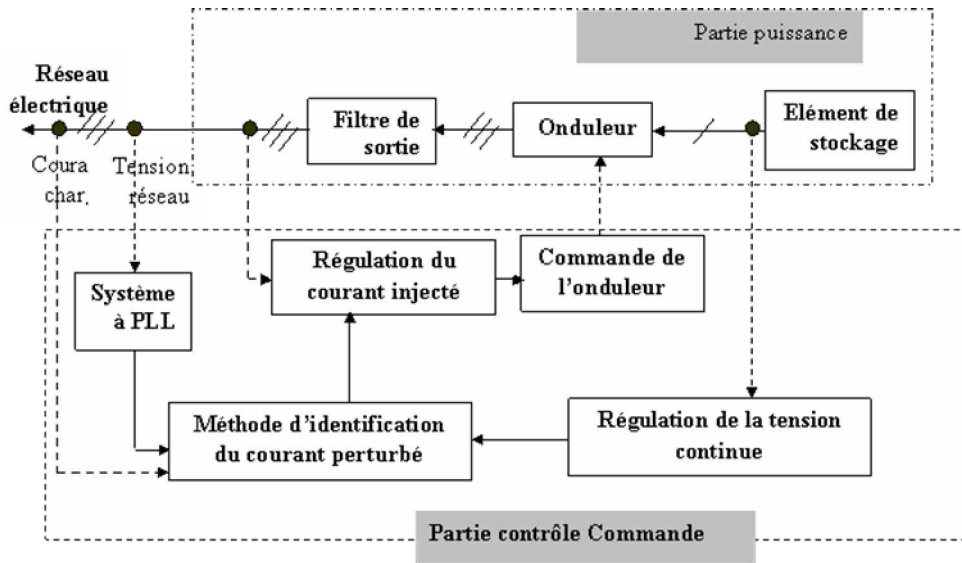 Partie puissance
Réseau
électrique
Filtre de
sortie
Onduleur
Elément de
stockage
Coura
char.
Tension
réseau
Système
à PLL
Régulation du
courant injecté
Commande de
l'onduleur
Méthode d'identification
du courant perturbé
Régulation de la tension
continue
Partie contrôle Commande